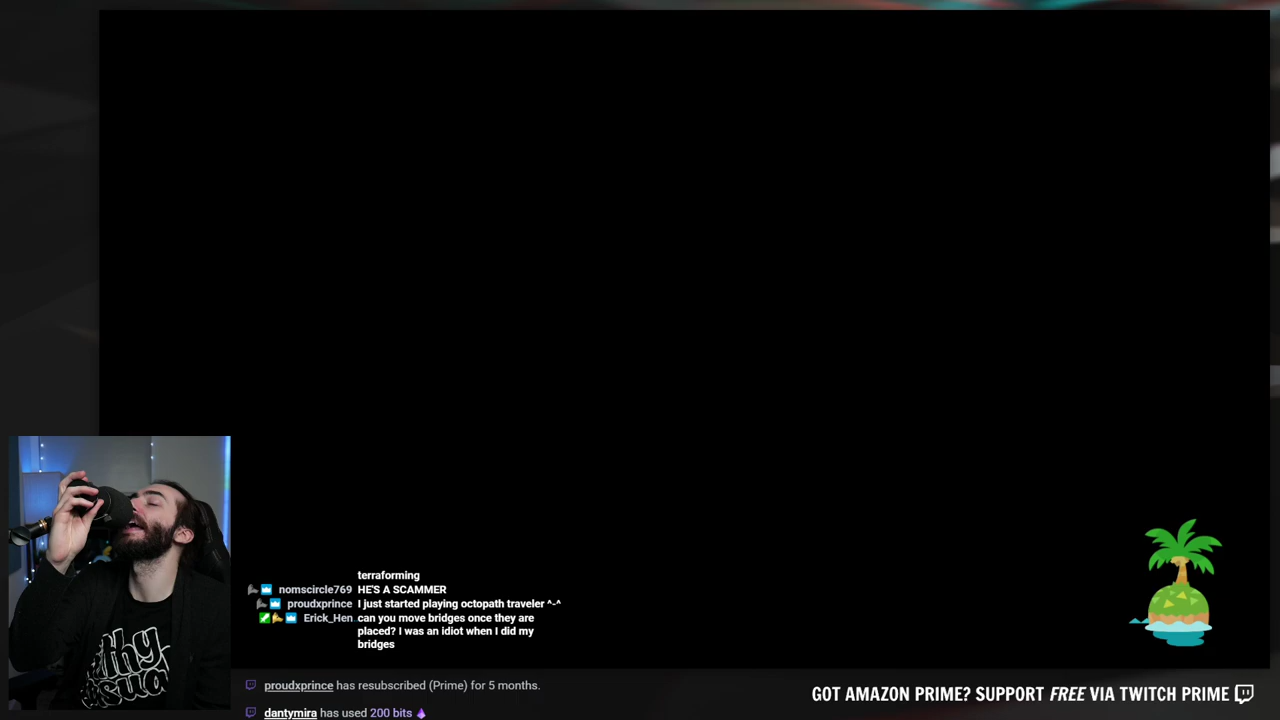 terraforming
nomscircle769 HE'S A SCAMMER
proudxprince I just started playing octopath traveler ^-^
Erick_Hen can you move bridges once they are
placed? I was an idiot when I did my
bridges
proudxprince has resubscribed (Prime) for 5 months.
dantymira has used 200 bits
GOT AMAZON PRIME? SUPPORT FREE VIA TWITCH PRIME